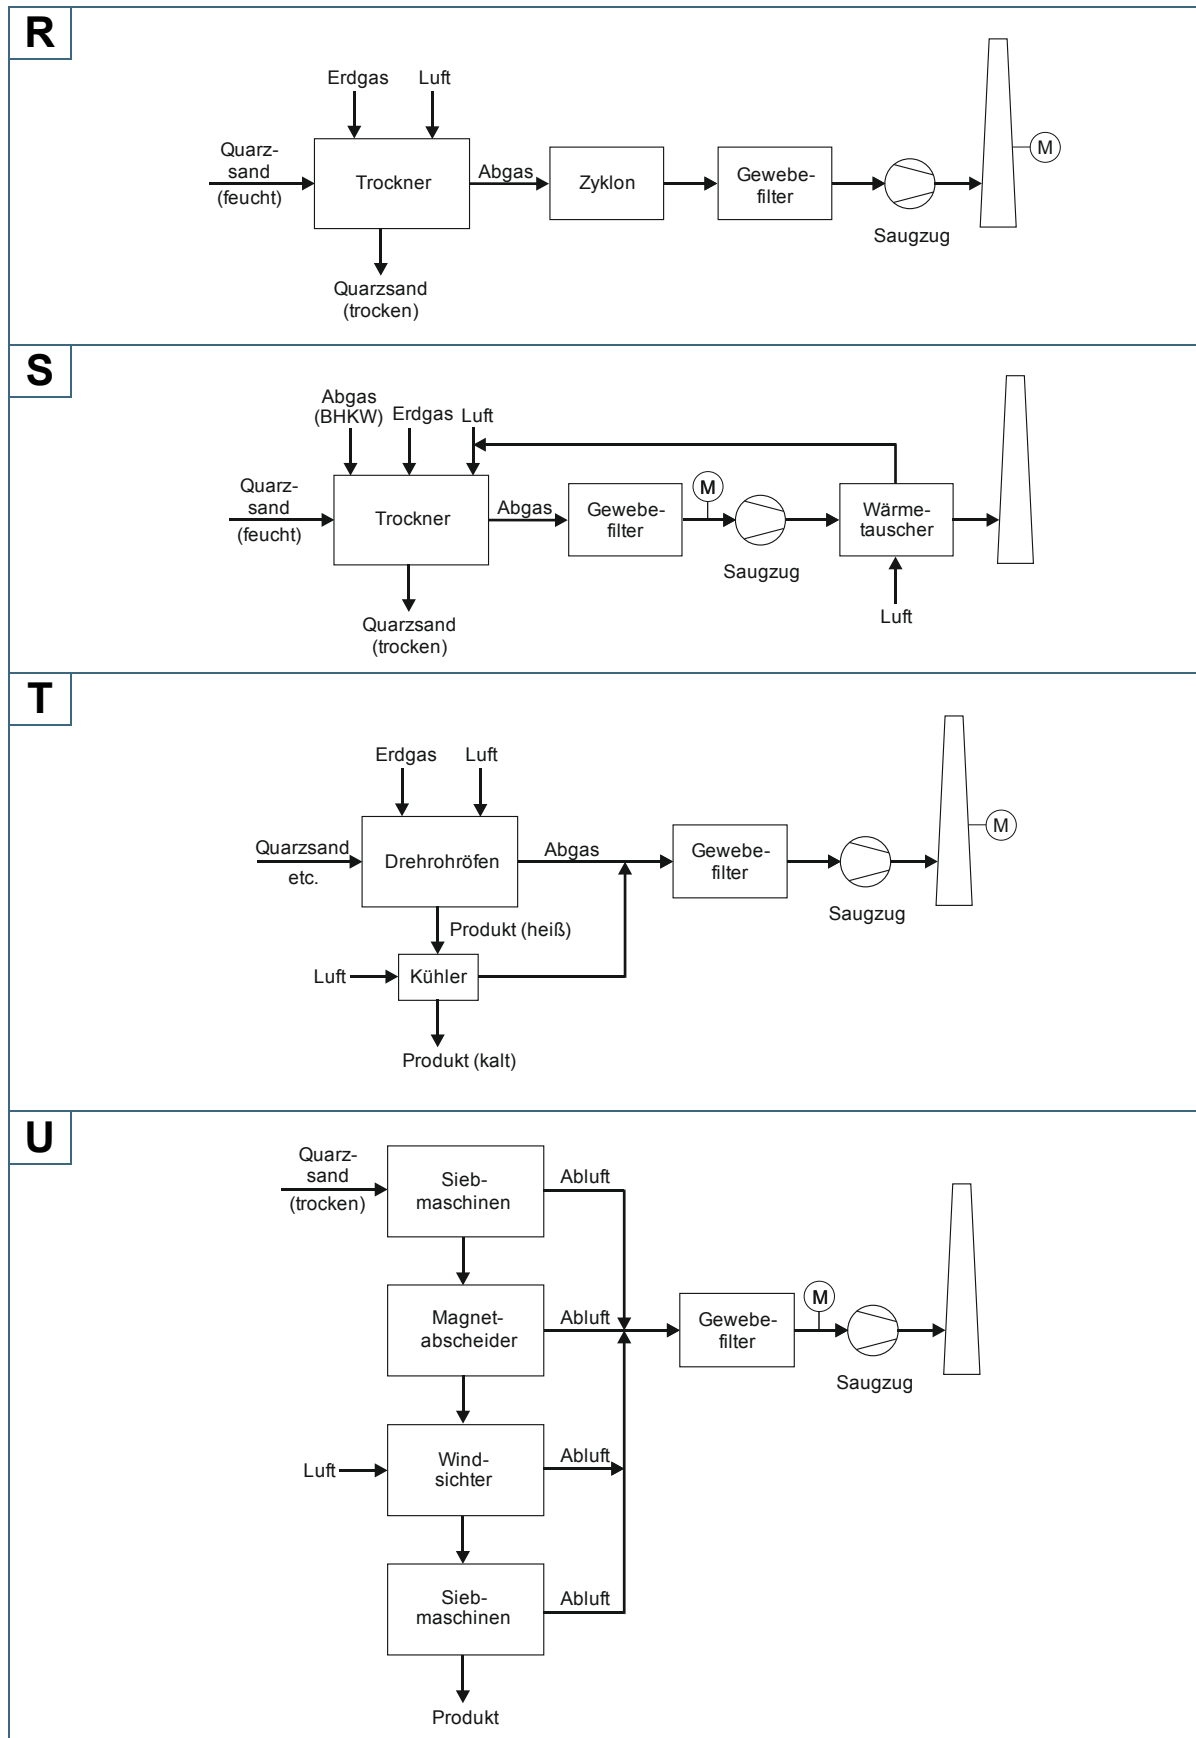 R
Erdgas Luft
Quarz-
sand
(feucht)
Trockner
Abgas
Zyklon
Gewebe-
filter
Saugzug
M
Quarzsand
(trocken)
S
Abgas
(BHKW)
Erdgas
Luft
Quarz-
sand
(feucht)
Trockner
Abgas
Gewebe-
filter
M
Saugzug
Wärme-
tauscher
Luft
Quarzsand
(trocken)
T
Erdgas Luft
Quarzsand
etc.
Drehrohröfen
Abgas
Gewebe-
filter
Saugzug
M
Produkt (heiß)
Luft
Kühler
Produkt (kalt)
U
Quarz-
sand
(trocken)
Sieb-
maschinen
Abluft
Magnet-
abscheider
Abluft
Gewebe-
filter
M
Saugzug
Luft
Wind-
sichter
Abluft
Sieb-
maschinen
Abluft
Produkt